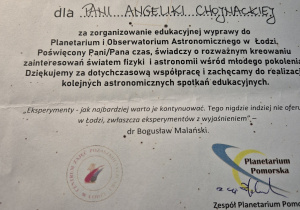 dla PANI ANGELIKI CHOJNACKIEJ
za zorganizowanie edukacyjnej wyprawy do
Planetarium i Obserwatorium Astronomicznego w Łodzi.
Poświęcony Pani/Pana czas, świadczy o rozważnym kreowaniu
zainteresowań światem fizyki i astronomii wśród młodego pokolenia
Dziękujemy za dotychczasową współpracę i zachęcamy do realizacj
kolejnych astronomicznych spotkań edukacyjnych.
„Eksperymenty - jak najbardziej warto je kontynuować. Tego nigdzie indziej nie ofer
w Łodzi, zwłaszcza eksperymentów z wyjaśnieniem” –
dr Bogusław Malański.
Planetarium
Pomorska
Zespół Planetarium Pomo